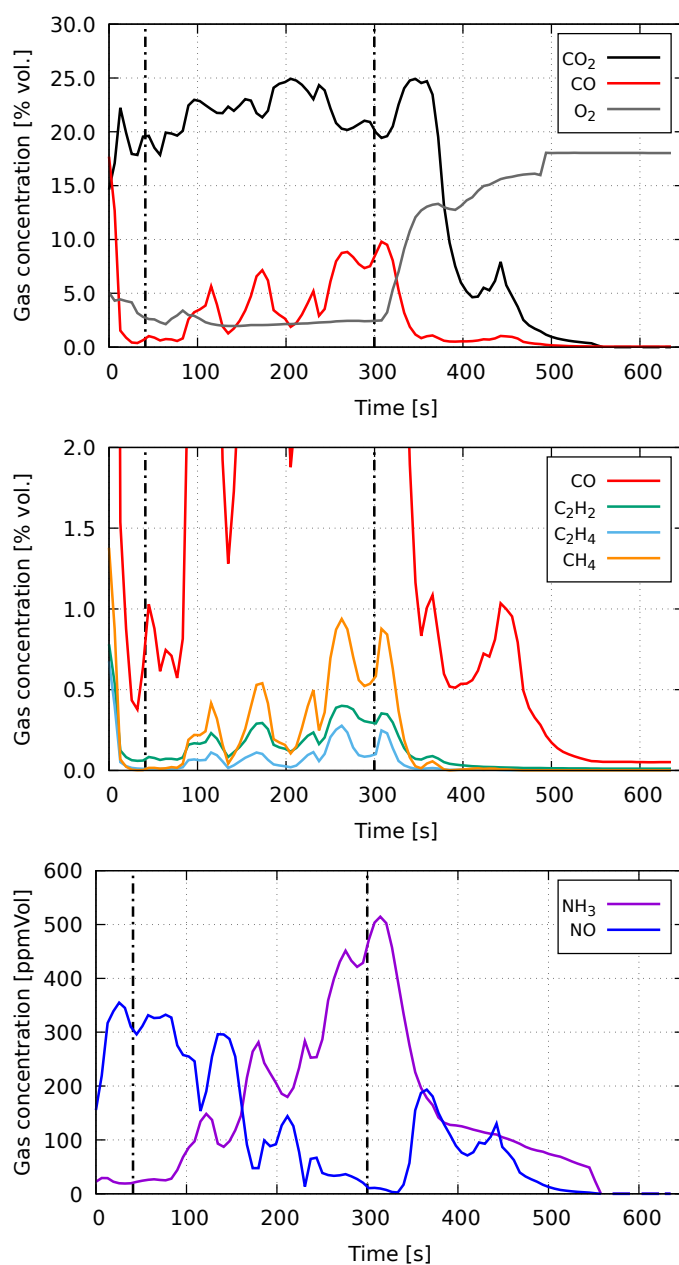 Gas concentration [% vol.]
30.0
25.0
20.0
15.0
10.0
5.0
0.0
CO₂
CO
O₂
0 100 200 300 400 500 600
Time [s]
Gas concentration [% vol.]
2.0
1.5
1.0
0.5
0.0
CO
C₂H₂
C₂H₄
CH₄
0 100 200 300 400 500 600
Time [s]
Gas concentration [ppmVol]
600
500
400
300
200
100
0
NH₃
NO
0 100 200 300 400 500 600
Time [s]